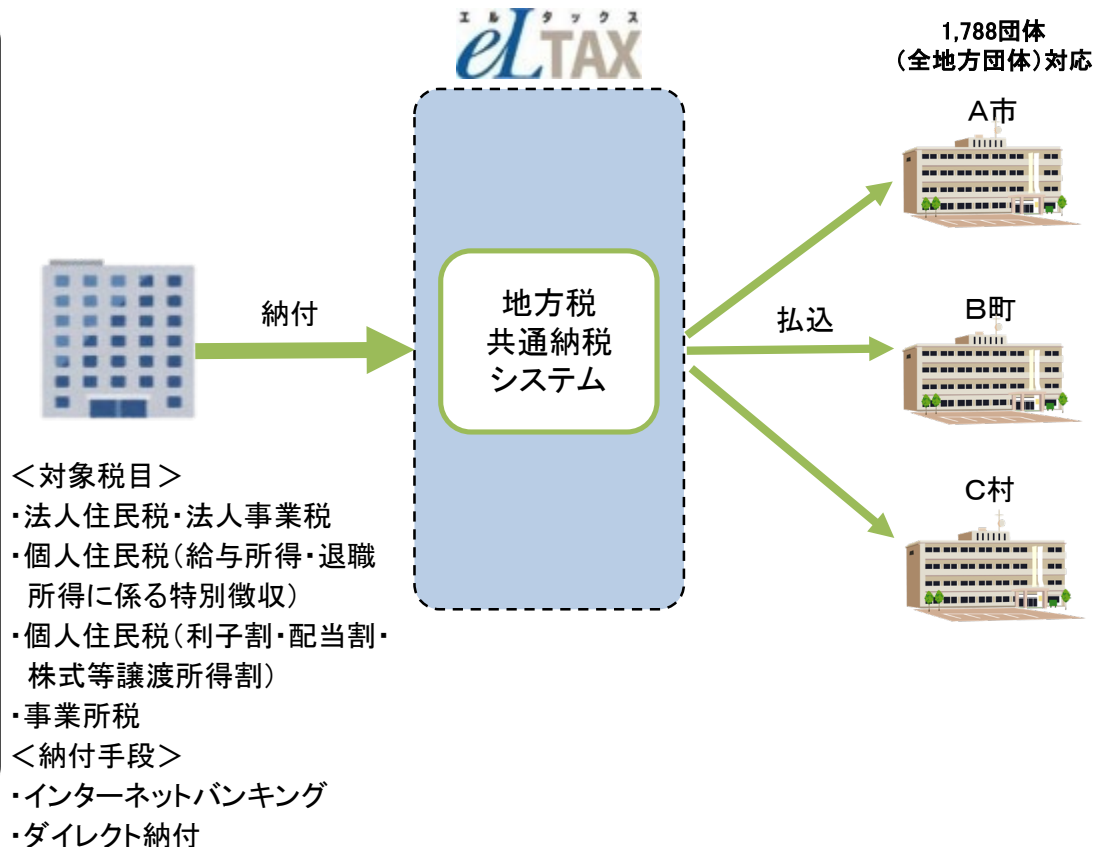 エルタックス
eLTAX
1,788団体
(全地方団体)対応
A市
納付
地方税
共通納税
システム
払込
B町
C村
<対象税目>
・法人住民税・法人事業税
・個人住民税(給与所得・退職
所得に係る特別徴収)
・個人住民税(利子割・配当割・
株式等譲渡所得割)
・事業所税
<納付手段>
・インターネットバンキング
・ダイレクト納付